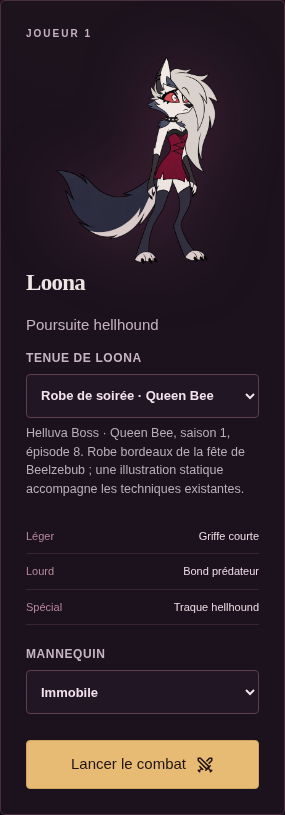 JOUEUR 1
Loona
Poursuite hellhound
TENUE DE LOONA
Robe de soirée · Queen Bee
Helluva Boss · Queen Bee, saison 1,
épisode 8. Robe bordeaux de la fête de
Beelzebub ; une illustration statique
accompagne les techniques existantes.
Léger Griffe courte
Lourd Bond prédateur
Spécial Traque hellhound
MANNEQUIN
Immobile
Lancer le combat